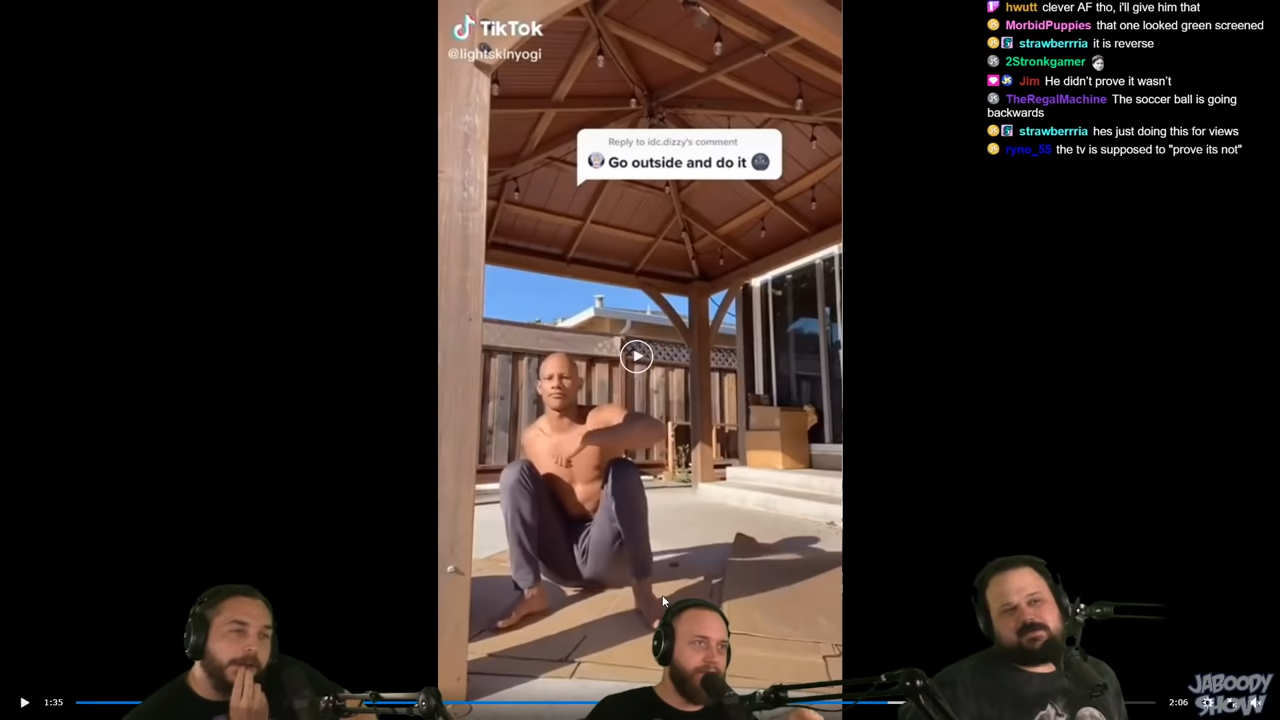 TikTok
@lightskinyogi
Reply to idc.dizzy's comment
Go outside and do it
hwutt clever AF tho, i'll give him that
MorbidPuppies that one looked green screened
strawberrria it is reverse
2Stronkgamer
Jim He didn't prove it wasn't
TheRegalMachine The soccer ball is going
backwards
strawberrria hes just doing this for views
ryno_55 the tv is supposed to "prove its not"
1:35
2:06
JABOODY
SHOW